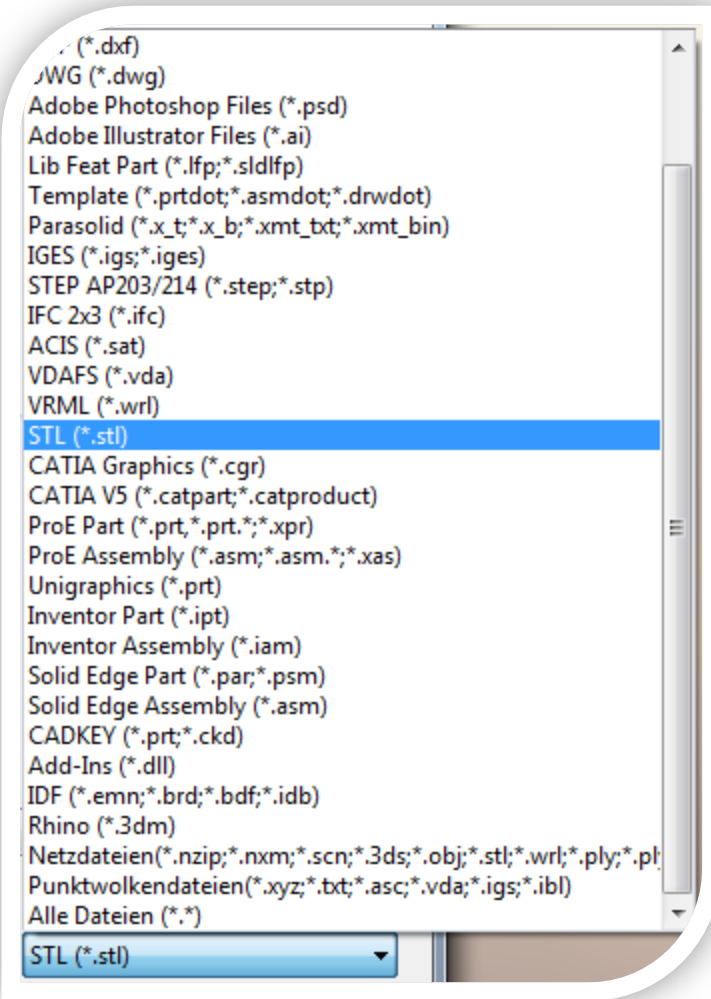 (*.dxf)
DWG (*.dwg)
Adobe Photoshop Files (*.psd)
Adobe Illustrator Files (*.ai)
Lib Feat Part (*.lfp;*.sldlfp)
Template (*.prtdot;*.asmdot;*.drwdot)
Parasolid (*.x_t;*.x_b;*.xmt_txt;*.xmt_bin)
IGES (*.igs;*.iges)
STEP AP203/214 (*.step;*.stp)
IFC 2x3 (*.ifc)
ACIS (*.sat)
VDAFS (*.vda)
VRML (*.wrl)
STL (*.stl)
CATIA Graphics (*.cgr)
CATIA V5 (*.catpart;*.catproduct)
ProE Part (*.prt,*.prt.*;*.xpr)
ProE Assembly (*.asm;*.asm.*;*.xas)
Unigraphics (*.prt)
Inventor Part (*.ipt)
Inventor Assembly (*.iam)
Solid Edge Part (*.par;*.psm)
Solid Edge Assembly (*.asm)
CADKEY (*.prt;*.ckd)
Add-Ins (*.dll)
IDF (*.emn;*.brd;*.bdf;*.idb)
Rhino (*.3dm)
Netzdateien(*.nzip;*.nxm;*.scn;*.3ds;*.obj;*.stl;*.wrl;*.ply;*.pl
Punktwolkendateien(*.xyz;*.txt;*.asc;*.vda;*.igs;*.ibl)
Alle Dateien (*.*)
STL (*.stl)